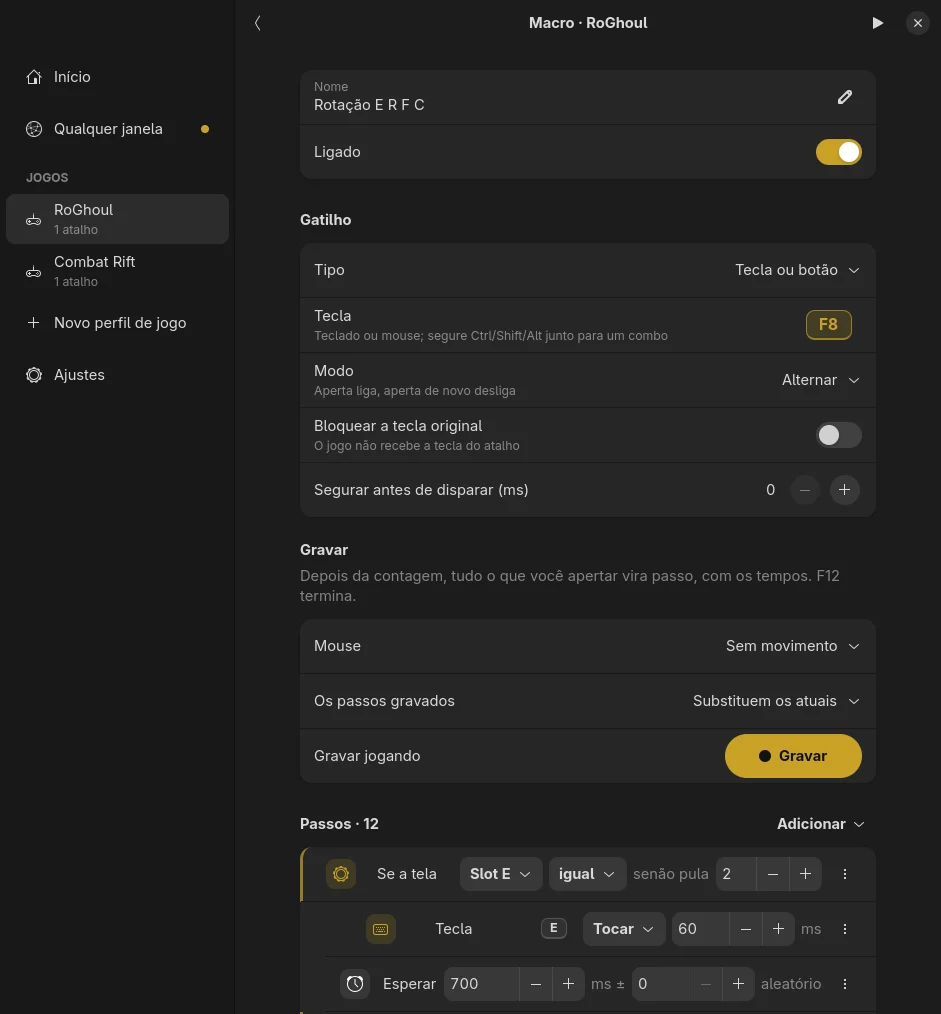 Macro · RoGhoul
Início
Qualquer janela
JOGOS
RoGhoul
1 atalho
Combat Rift
1 atalho
Novo perfil de jogo
Ajustes
Nome
Rotação E R F C
Ligado
Gatilho
Tipo Tecla ou botão
Tecla
Teclado ou mouse; segure Ctrl/Shift/Alt junto para um combo
F8
Modo
Aperta liga, aperta de novo desliga
Alternar
Bloquear a tecla original
O jogo não recebe a tecla do atalho
Segurar antes de disparar (ms) 0
Gravar
Depois da contagem, tudo o que você apertar vira passo, com os tempos. F12
termina.
Mouse Sem movimento
Os passos gravados Substituem os atuais
Gravar jogando Gravar
Passos · 12 Adicionar
Se a tela Slot E igual senão pula 2
Tecla E Tocar 60 ms
Esperar 700 ms ± 0 aleatório